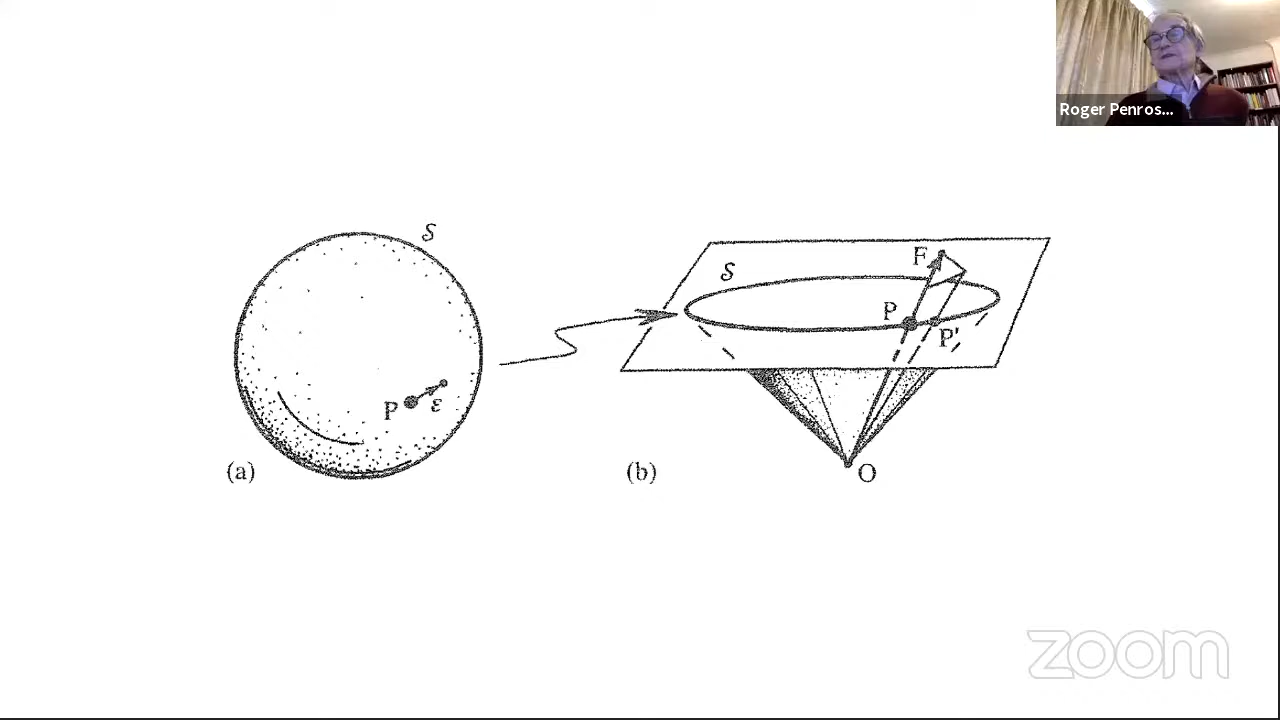 Roger Penros...
𝒮
P
ε
(a)
𝒮
F
P
P'
O
(b)
zoom